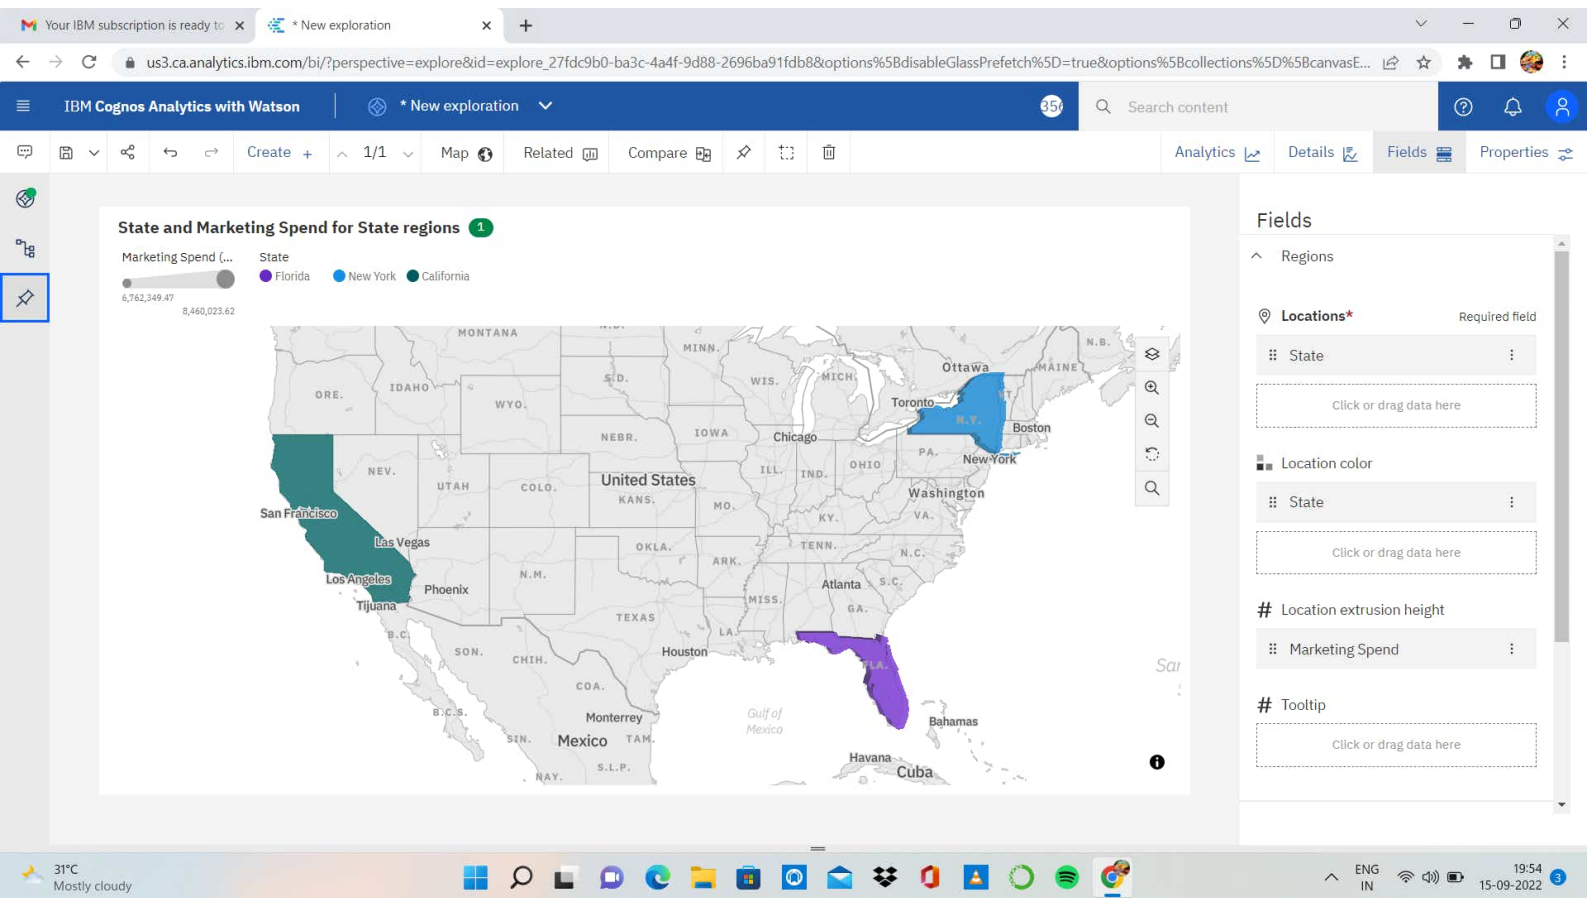 Your IBM subscription is ready to
* New exploration
us3.ca.analytics.ibm.com/bi/?perspective=explore&id=explore_27fdc9b0-ba3c-4a4f-9d88-2696ba91fdb8&options%5BdisableGlassPrefetch%5D=true&options%5Bcollections%5D%5BcanvasE...
IBM Cognos Analytics with Watson
* New exploration
Search content
Create +
1/1
Map
Related
Compare
Analytics
Details
Fields
Properties
State and Marketing Spend for State regions 1
Marketing Spend (...
State
6,762,349.47
8,460,023.62
Florida
New York
California
MONTANA
MINN.
N.B.
Ottawa
MAINE
S.D.
WIS.
MICH.
ORE.
IDAHO
WYO.
Toronto
N.Y.
Boston
NEBR.
IOWA
Chicago
PA.
New York
NEV.
UTAH
COLO.
United States
KANS.
ILL.
IND.
OHIO
Washington
San Francisco
MO.
KY.
VA.
Las Vegas
OKLA.
TENN.
N.C.
Los Angeles
Phoenix
N.M.
ARK.
Atlanta
S.C.
Tijuana
TEXAS
MISS.
GA.
B.C.
LA.
SON.
CHIH.
Houston
FLA.
COA.
B.C.S.
Monterrey
Gulf of
Mexico
Bahamas
SIN.
Mexico
TAM.
Havana
Cuba
NAY.
S.L.P.
Fields
Regions
Locations*
Required field
State
Click or drag data here
Location color
State
Click or drag data here
# Location extrusion height
Marketing Spend
# Tooltip
Click or drag data here
31°C
Mostly cloudy
ENG
IN
19:54
15-09-2022
3